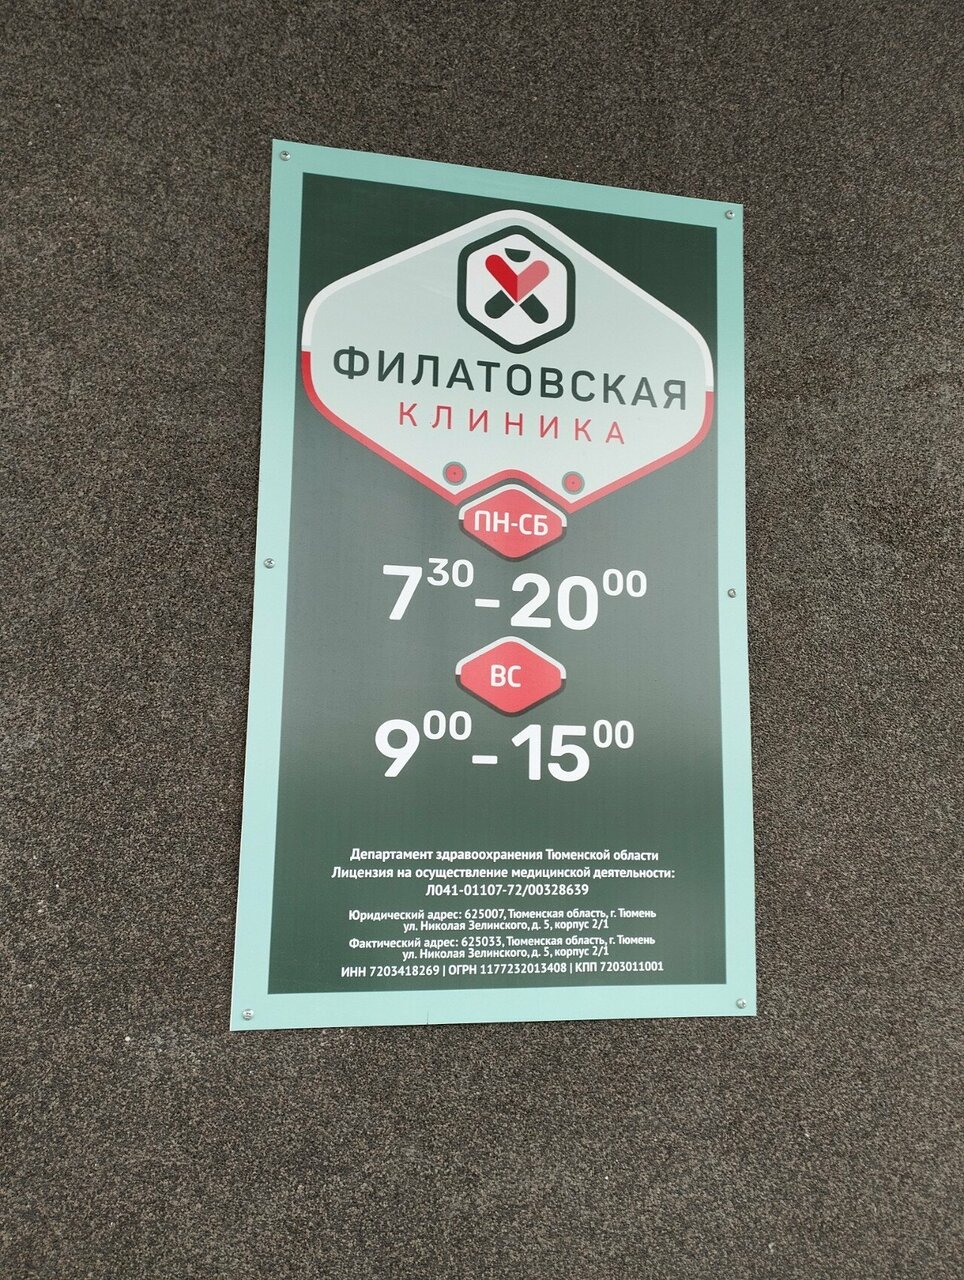 ФИЛАТОВСКАЯ
КЛИНИКА
ПН-СБ
7³⁰-20⁰⁰
ВС
9⁰⁰-15⁰⁰
Департамент здравоохранения Тюменской области
Лицензия на осуществление медицинской деятельности:
Л041-01107-72/00328639
Юридический адрес: 625007, Тюменская область, г. Тюмень
ул. Николая Зелинского, д. 5, корпус 2/1
Фактический адрес: 625033, Тюменская область, г. Тюмень
ул. Николая Зелинского, д. 5, корпус 2/1
ИНН 7203418269 | ОГРН 1177232013408 | КПП 7203011001